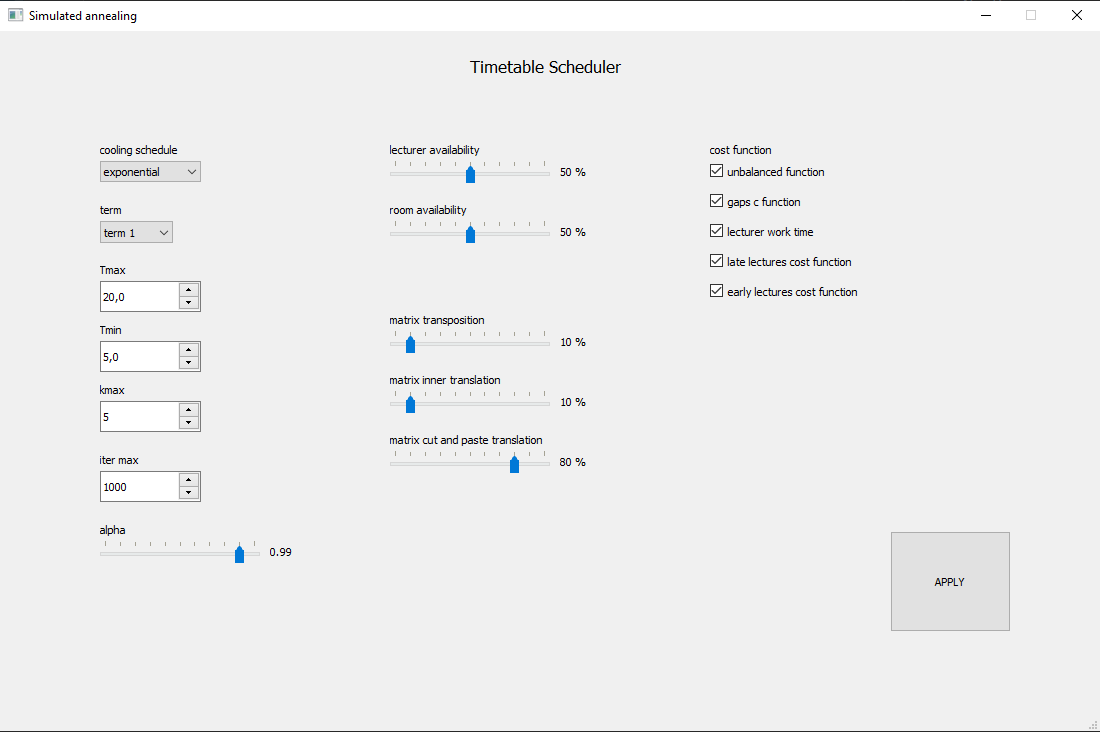 Simulated annealing
Timetable Scheduler
cooling schedule
exponential
term
term 1
Tmax
20,0
Tmin
5,0
kmax
5
iter max
1000
alpha
0.99
lecturer availability
50 %
room availability
50 %
matrix transposition
10 %
matrix inner translation
10 %
matrix cut and paste translation
80 %
cost function
unbalanced function
gaps c function
lecturer work time
late lectures cost function
early lectures cost function
APPLY